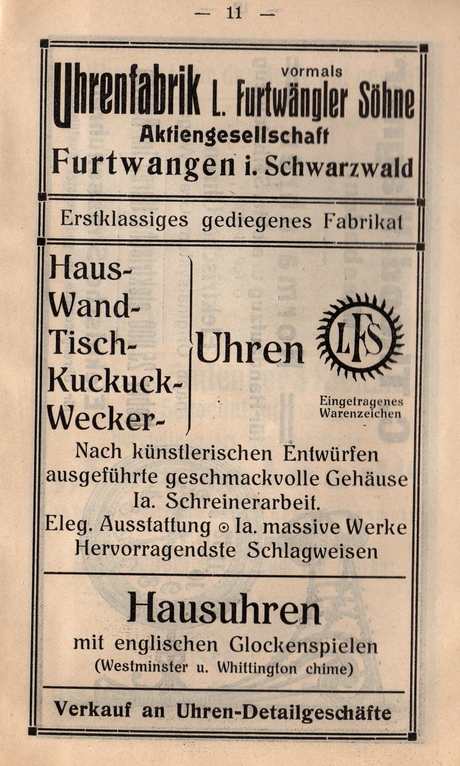 — 11 —
Uhrenfabrik vormals L. Furtwängler Söhne
Aktiengesellschaft
Furtwangen i. Schwarzwald
Erstklassiges gediegenes Fabrikat
Haus-
Wand-
Tisch-
Kuckuck-
Wecker-
Uhren
LFS
Eingetragenes
Warenzeichen
Nach künstlerischen Entwürfen
ausgeführte geschmackvolle Gehäuse
Ia. Schreinerarbeit.
Eleg. Ausstattung ⊙ Ia. massive Werke
Hervorragendste Schlagweisen
Hausuhren
mit englischen Glockenspielen
(Westminster u. Whittington chime)
Verkauf an Uhren-Detailgeschäfte